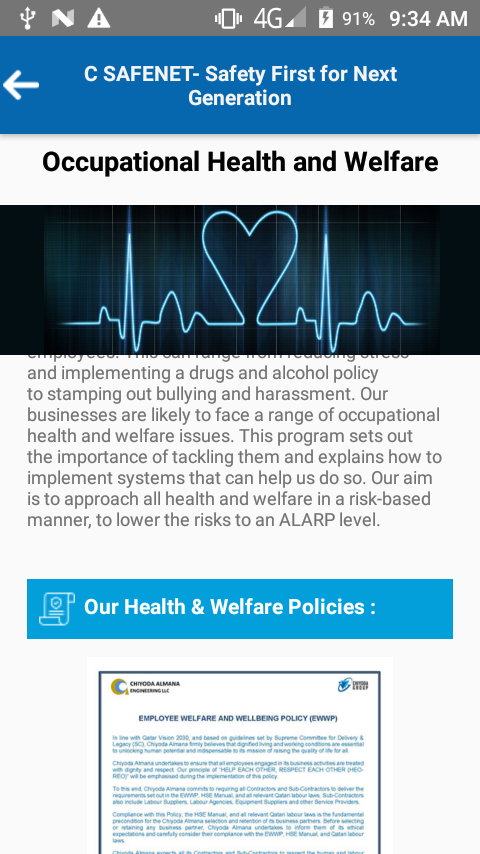 4G 91% 9:34 AM
C SAFENET- Safety First for Next
Generation
Occupational Health and Welfare
employees. This can range from reducing stress
and implementing a drugs and alcohol policy
to stamping out bullying and harassment. Our
businesses are likely to face a range of occupational
health and welfare issues. This program sets out
the importance of tackling them and explains how to
implement systems that can help us do so. Our aim
is to approach all health and welfare in a risk-based
manner, to lower the risks to an ALARP level.
Our Health & Welfare Policies :
CHIYODA ALMANA
ENGINEERING LLC
CHIYODA
GROUP
EMPLOYEE WELFARE AND WELLBEING POLICY (EWWP)
In line with Qatar Vision 2030, and based on guidelines set by Supreme Committee for Delivery &
Legacy (SC), Chiyoda Almana firmly believes that dignified living and working conditions are essential
to unlocking human potential and indispensable to its mission of raising the quality of life for all.
Chiyoda Almana undertakes to ensure that all employees engaged in its business activities are treated
with dignity and respect. Our principle of "HELP EACH OTHER, RESPECT EACH OTHER (HEO-
REO)" will be emphasised during the implementation of this policy.
To this end, Chiyoda Almana commits to requiring all Contractors and Sub-Contractors to deliver the
requirements set out in the EWWP, HSE Manual, and all relevant Qatari labour laws. Sub-Contractors
also include Labour Suppliers, Labour Agencies, Equipment Suppliers and other Service Providers.
Compliance with this Policy, the HSE Manual, and all relevant Qatari labour laws is the fundamental
precondition for the Chiyoda Almana selection and retention of its business partners. Before selecting
or retaining any business partner, Chiyoda Almana undertakes to inform them of its ethical
expectations and carefully consider their compliance with the EWWP, HSE Manual, and Qatari labour
laws.
Chiyoda Almana expects all its Contractors and Sub-Contractors to respect the human and labour